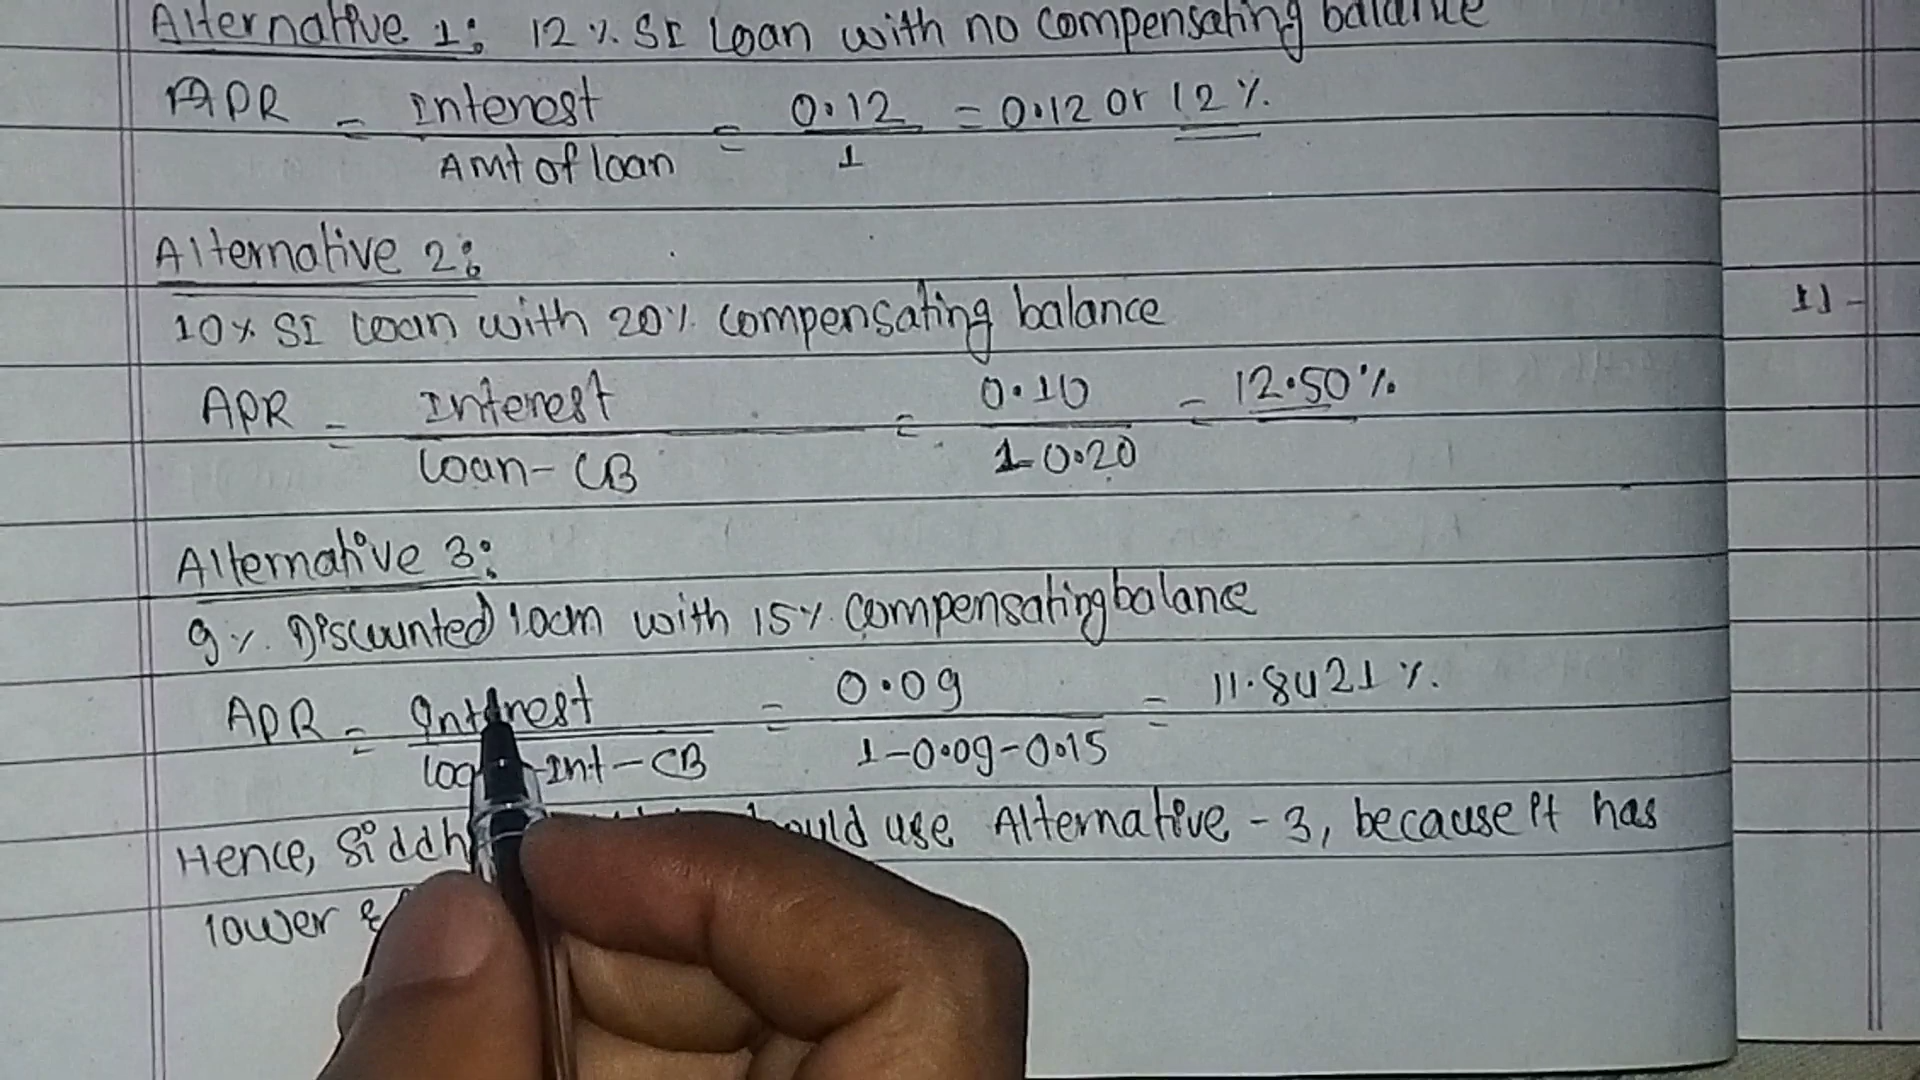 Alternative 1: 12 % SI Loan with no compensating balance
APR = Interest / Amt of loan = 0.12 / 1 = 0.12 or 12 %.
Alternative 2:
10% SI Loan with 20% compensating balance
11 -
APR = Interest / Loan - CB = 0.10 / 1-0.20 = 12.50%
Alternative 3:
9% Discounted loan with 15% compensating balance
APR = Interest / -Int - CB = 0.09 / 1-0.09-0.15 = 11.8421 %.
Hence, use Alternative - 3, because it has
lower